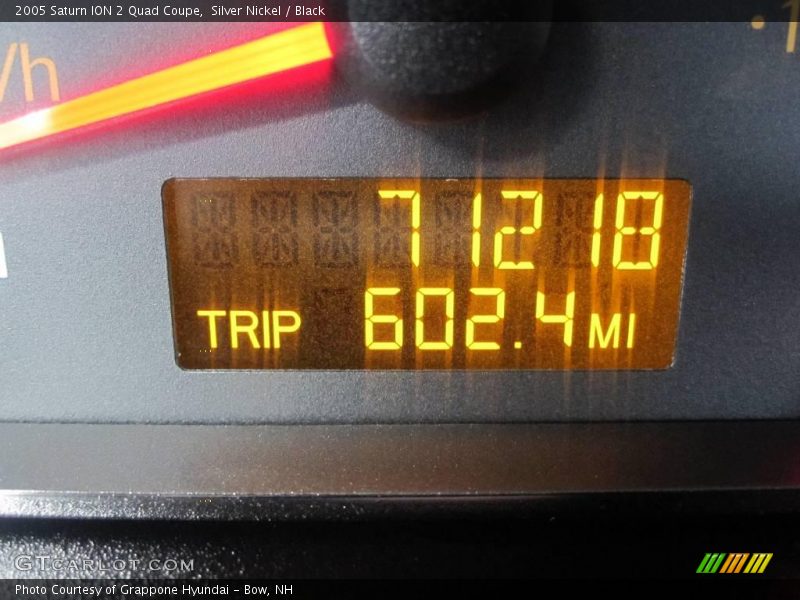 2005 Saturn ION 2 Quad Coupe,  Silver Nickel / Black
/h
71218
TRIP 602.4 MI
GTCARLOT.COM
Photo Courtesy of Grappone Hyundai - Bow, NH